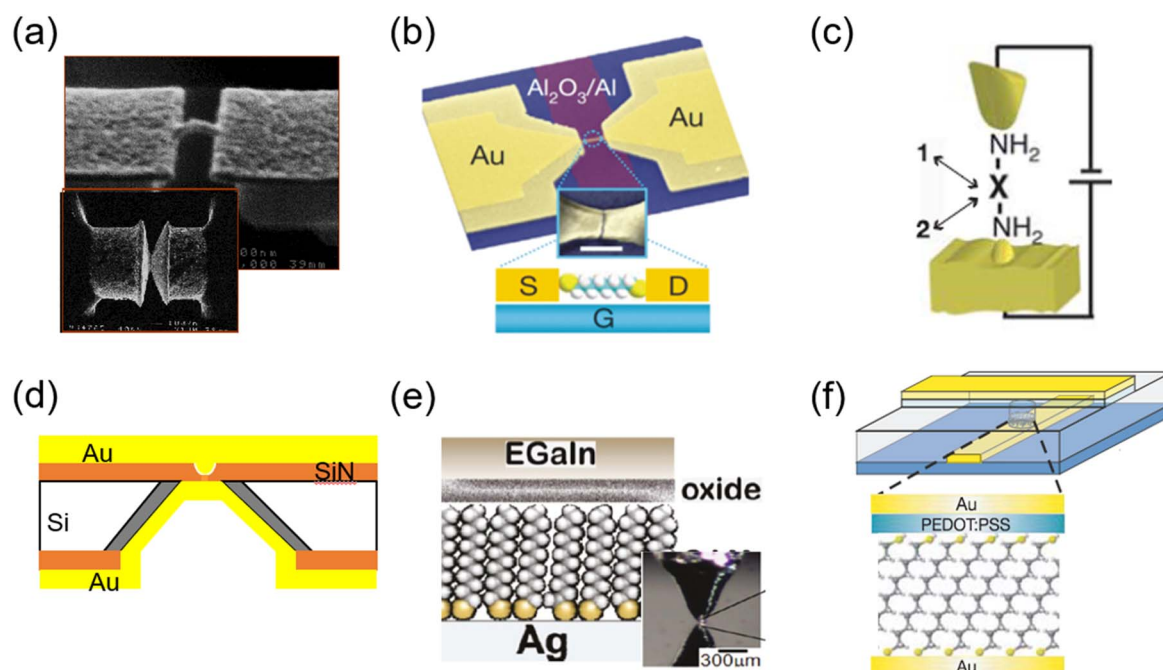 (a)
(b)
Al₂O₃/Al
Au
Au
S
D
G
(c)
NH₂
1
X
2
NH₂
(d)
Au
SiN
Si
Au
(e)
EGaIn
oxide
Ag
300μm
(f)
Au
PEDOT:PSS
Au